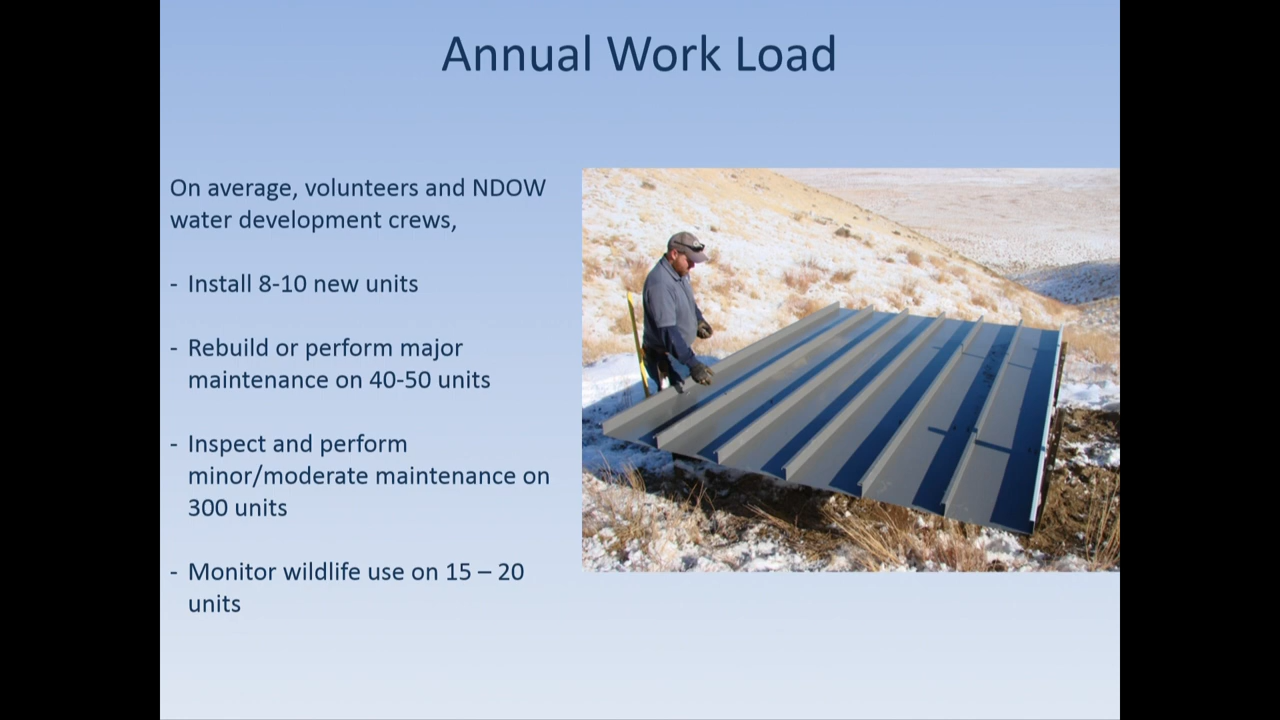 Annual Work Load
On average, volunteers and NDOW
water development crews,
- Install 8-10 new units
- Rebuild or perform major
maintenance on 40-50 units
- Inspect and perform
minor/moderate maintenance on
300 units
- Monitor wildlife use on 15 – 20
units